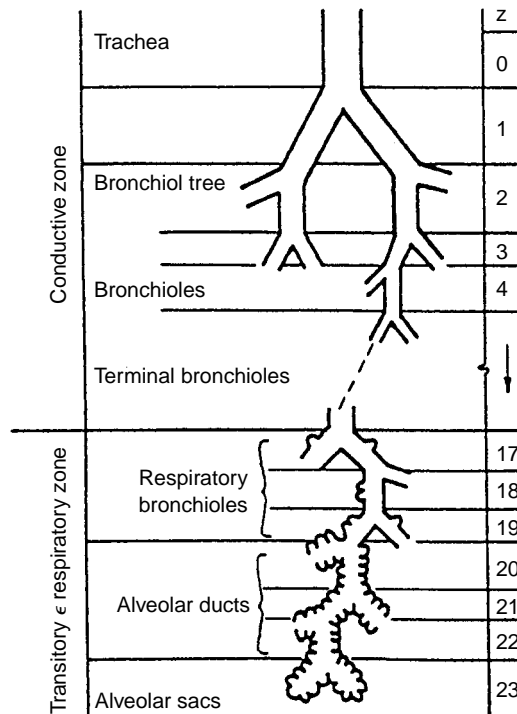 z
Trachea
0
1
Bronchiol tree
2
3
Bronchioles
4
Terminal bronchioles
Conductive zone
17
Respiratory
bronchioles
18
19
20
Alveolar ducts
21
22
Alveolar sacs
23
Transitory ϵ respiratory zone